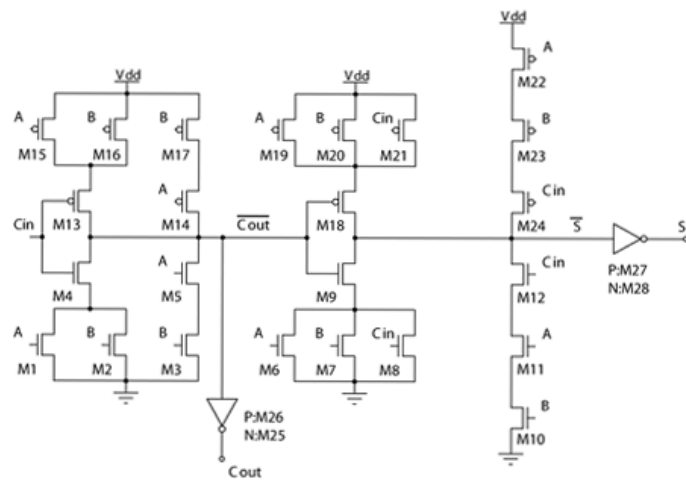 Vdd
A
M22
Vdd
Vdd
A B B
A B Cin
B
M15 M16 M17
M19 M20 M21
M23
A
Cin
Cin
M13
M14
Cout
M18
M24
S
S
A
Cin
P:M27
N:M28
M4
M5
M9
M12
A B B
A B Cin
A
M1 M2 M3
M6 M7 M8
M11
B
P:M26
N:M25
M10
Cout